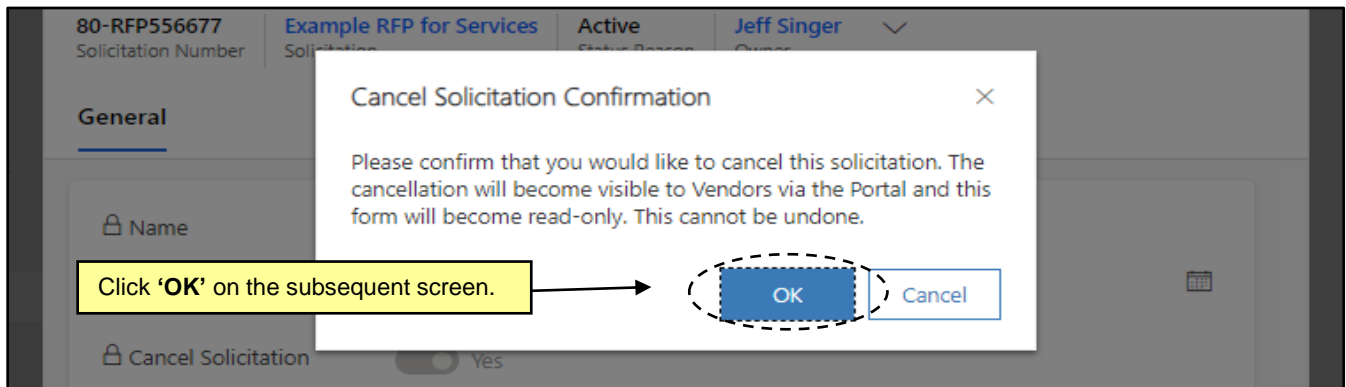 80-RFP556677 Example RFP for Services Active Jeff Singer
Solicitation Number Solicitation Status Reason Owner
Cancel Solicitation Confirmation
General
Please confirm that you would like to cancel this solicitation. The
cancellation will become visible to Vendors via the Portal and this
form will become read-only. This cannot be undone.
Name
Click ‘OK’ on the subsequent screen.
OK Cancel
Cancel Solicitation Yes